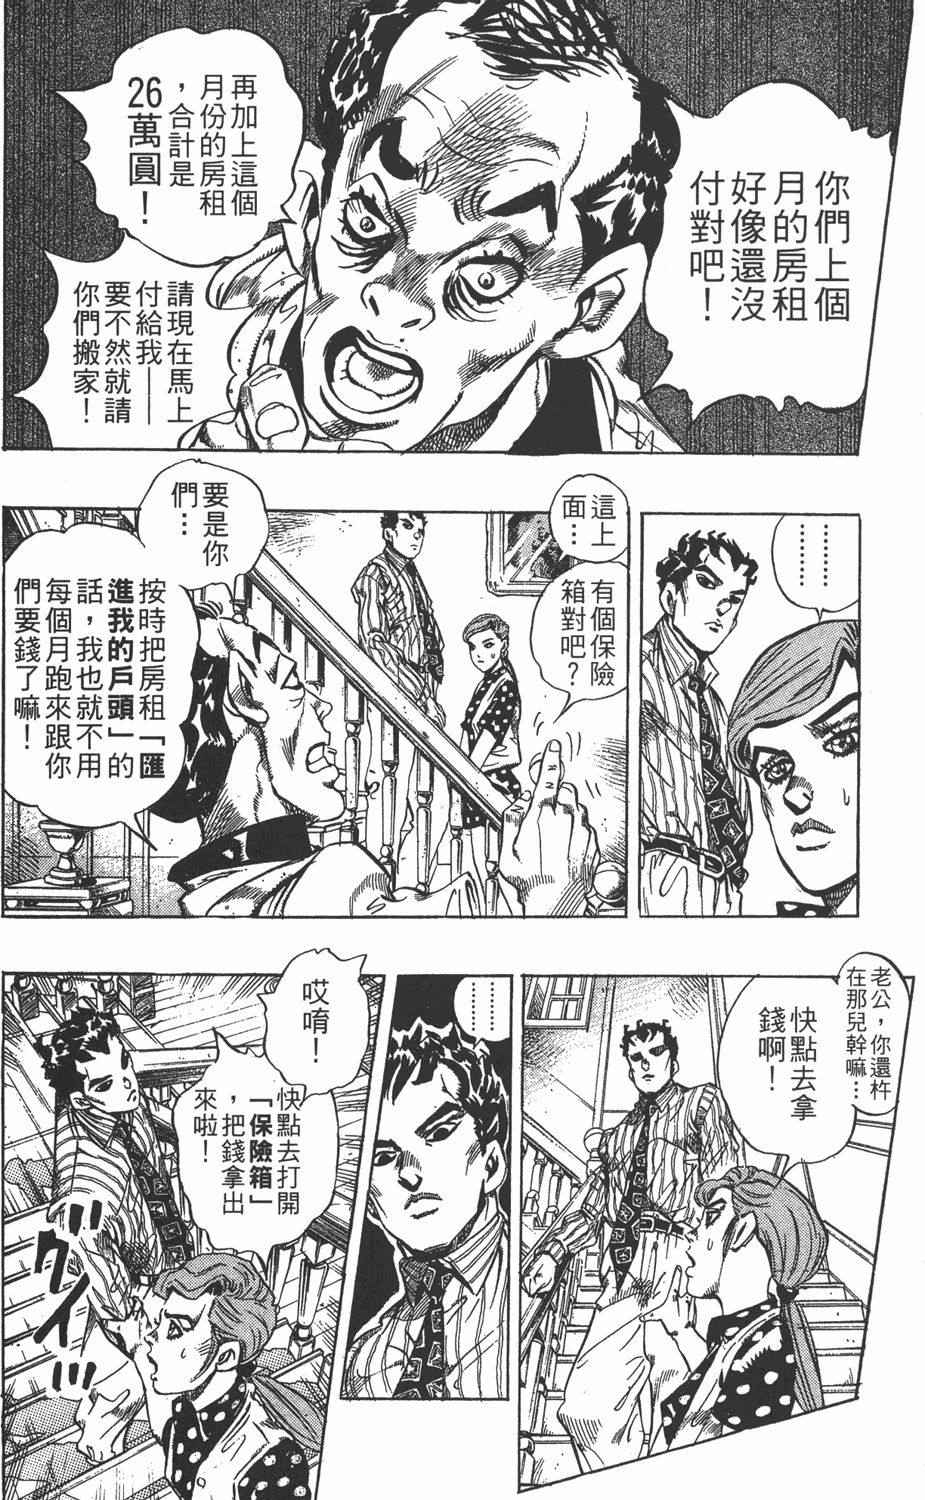 你們上個
月的房租
好像還沒
付對吧！
再加上這個
月份的房租
，合計是
26萬圓！
請現在馬上
付給我——
要不然就請
你們搬家！
………
這上
面…
有個保險
箱對吧？
要是你
們…
按時把房租「匯
進我的戶頭」的
話，我也就不用
每個月跑來跟你
們要錢了嘛！
老公，你還杵
在那兒幹嘛…
快點去拿
錢啊！
………
哎唷！
快點去打開
「保險箱」
，把錢拿出
來啦！
グイッ